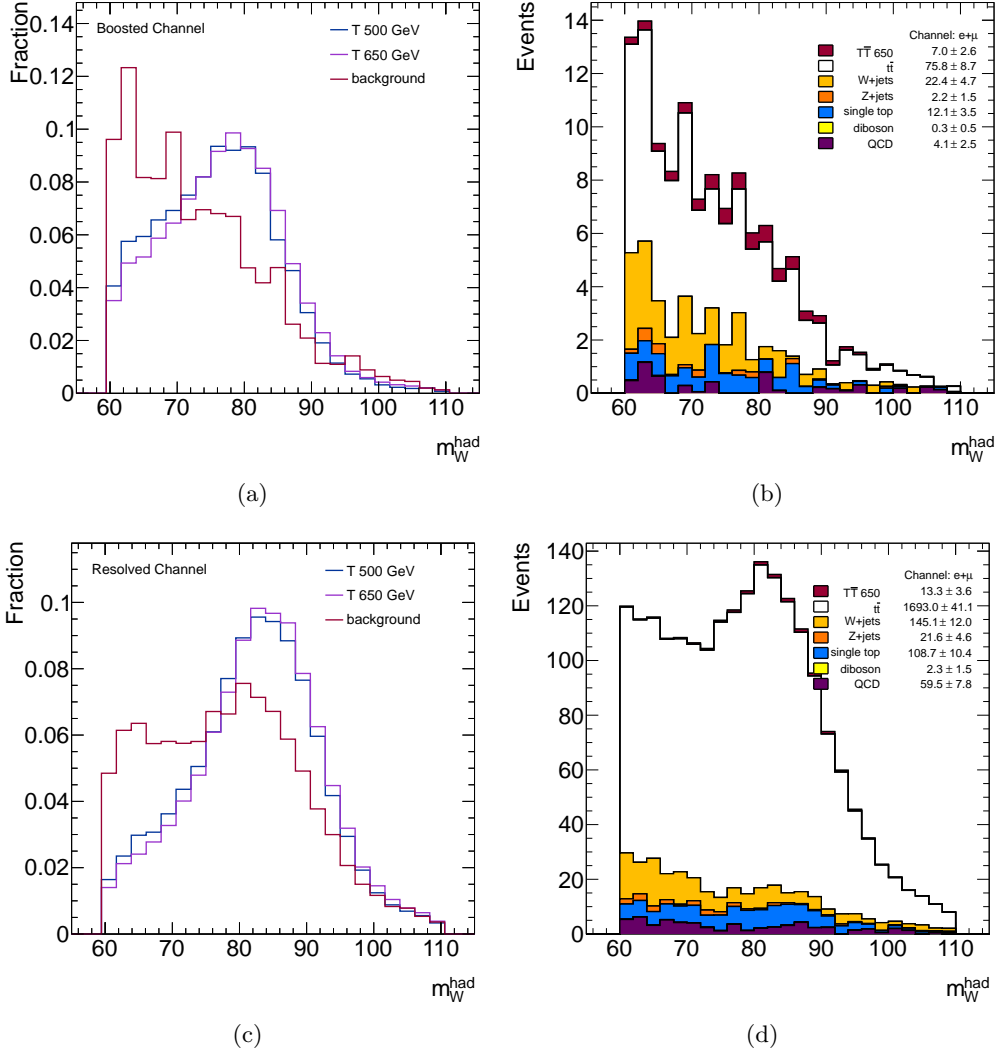 Fraction
0.14
0.12
0.1
0.08
0.06
0.04
0.02
0
Boosted Channel
T 500 GeV
T 650 GeV
background
60 70 80 90 100 110
m_W^had
(a)
Events
14
12
10
8
6
4
2
0
Channel: e+μ
TT̅ 650 7.0 ± 2.6
tt̅ 75.8 ± 8.7
W+jets 22.4 ± 4.7
Z+jets 2.2 ± 1.5
single top 12.1 ± 3.5
diboson 0.3 ± 0.5
QCD 4.1 ± 2.5
60 70 80 90 100 110
m_W^had
(b)
Fraction
0.1
0.08
0.06
0.04
0.02
0
Resolved Channel
T 500 GeV
T 650 GeV
background
60 70 80 90 100 110
m_W^had
(c)
Events
140
120
100
80
60
40
20
0
Channel: e+μ
TT̅ 650 13.3 ± 3.6
tt̅ 1693.0 ± 41.1
W+jets 145.1 ± 12.0
Z+jets 21.6 ± 4.6
single top 108.7 ± 10.4
diboson 2.3 ± 1.5
QCD 59.5 ± 7.8
60 70 80 90 100 110
m_W^had
(d)